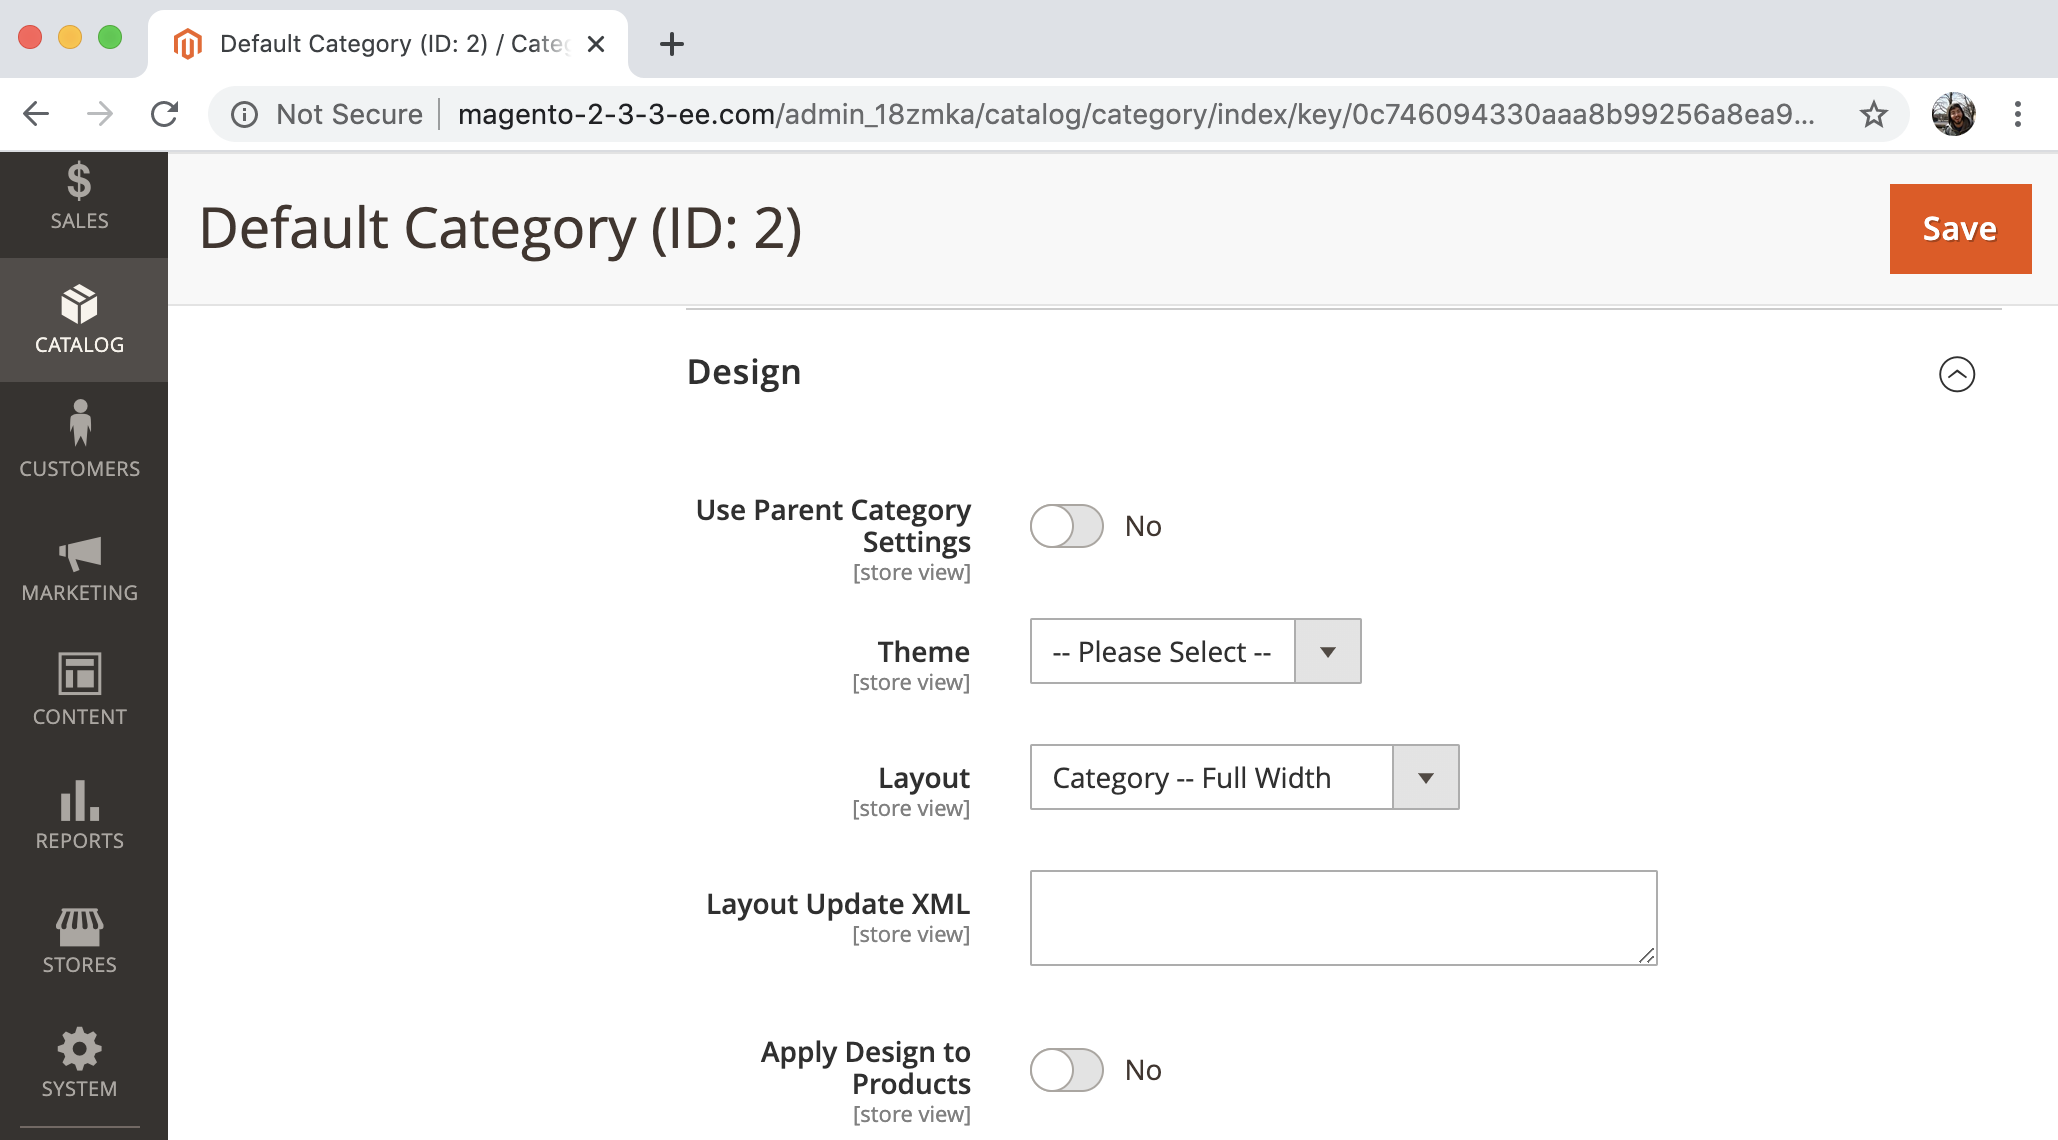 Default Category (ID: 2) / Categ
Not Secure
magento-2-3-3-ee.com/admin_18zmka/catalog/category/index/key/0c746094330aaa8b99256a8ea9...
$
SALES
CATALOG
CUSTOMERS
MARKETING
CONTENT
REPORTS
STORES
SYSTEM
Default Category (ID: 2)
Save
Design
Use Parent Category
Settings
[store view]
No
Theme
[store view]
-- Please Select --
Layout
[store view]
Category -- Full Width
Layout Update XML
[store view]
Apply Design to
Products
[store view]
No